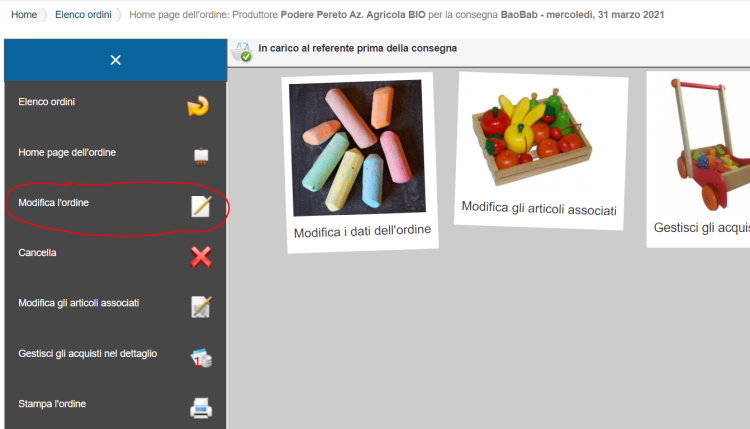 Home Elenco ordini Home page dell'ordine: Produttore Podere Pereto Az. Agricola BIO per la consegna BaoBab - mercoledì, 31 marzo 2021
In carico al referente prima della consegna
Elenco ordini
Home page dell'ordine
Modifica l'ordine
Cancella
Modifica gli articoli associati
Gestisci gli acquisti nel dettaglio
Stampa l'ordine
Modifica i dati dell'ordine
Modifica gli articoli associati
Gestisci gli acquis